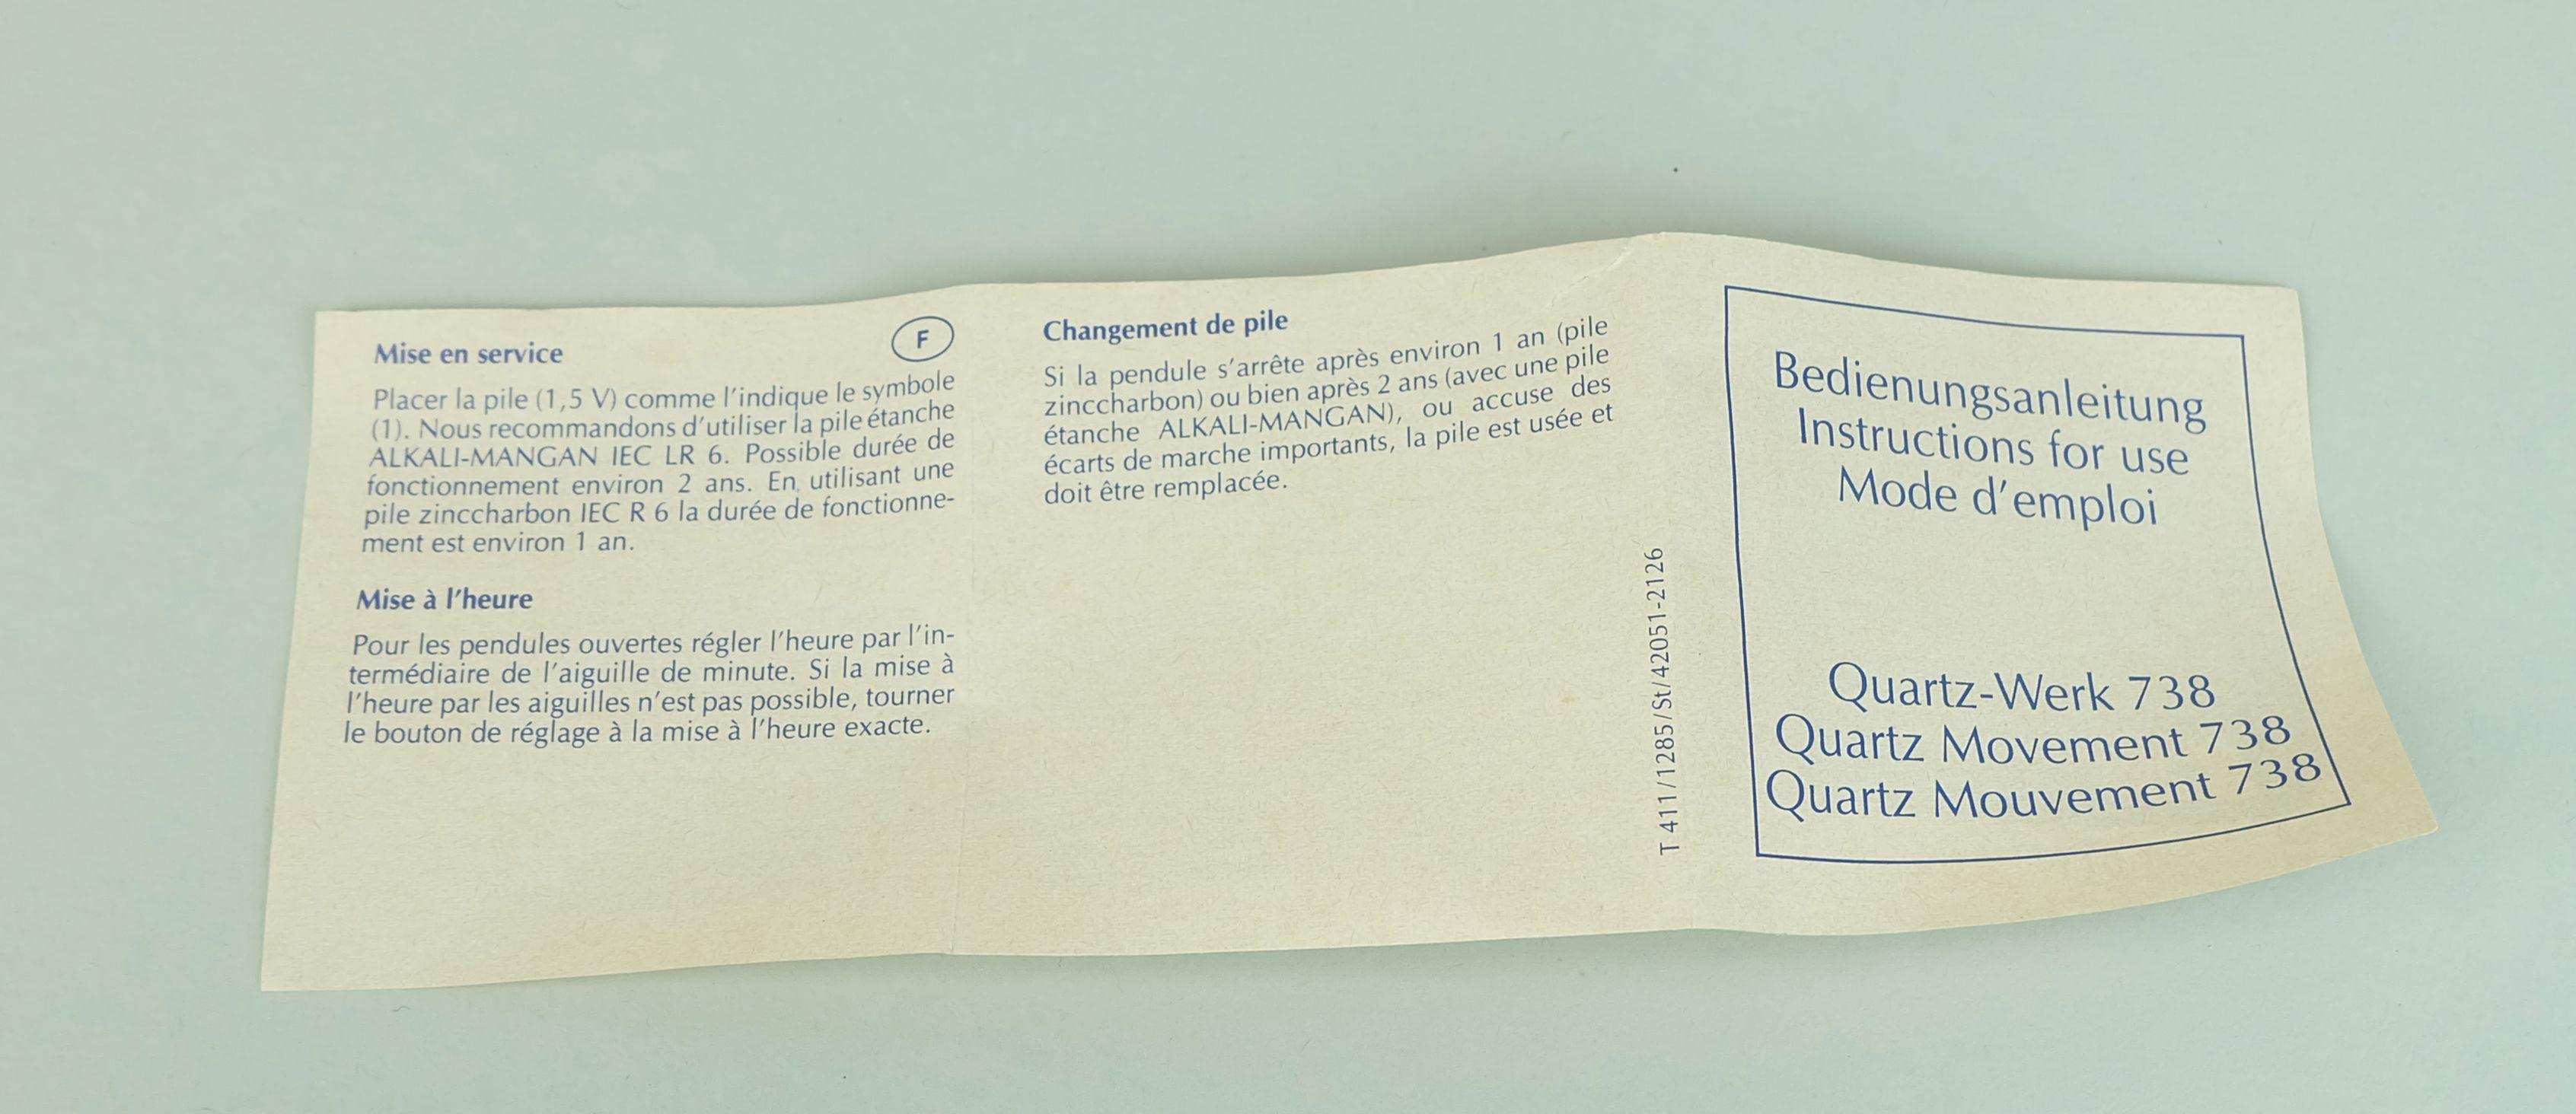 Mise en service
F
Placer la pile (1,5 V) comme l'indique le symbole
(1). Nous recommandons d'utiliser la pile étanche
ALKALI-MANGAN IEC LR 6. Possible durée de
fonctionnement environ 2 ans. En utilisant une
pile zinccharbon IEC R 6 la durée de fonctionne-
ment est environ 1 an.
Mise à l'heure
Pour les pendules ouvertes régler l'heure par l'in-
termédiaire de l'aiguille de minute. Si la mise à
l'heure par les aiguilles n'est pas possible, tourner
le bouton de réglage à la mise à l'heure exacte.
Changement de pile
Si la pendule s'arrête après environ 1 an (pile
zinccharbon) ou bien après 2 ans (avec une pile
étanche ALKALI-MANGAN), ou accuse des
écarts de marche importants, la pile est usée et
doit être remplacée.
T 411/1285/St/42051-2126
Bedienungsanleitung
Instructions for use
Mode d'emploi
Quartz-Werk 738
Quartz Movement 738
Quartz Mouvement 738